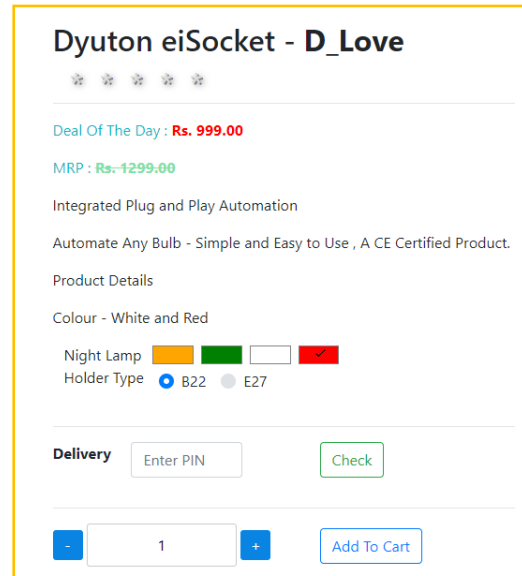 Dyuton eiSocket - D_Love
Deal Of The Day : Rs. 999.00
MRP : Rs. 1299.00
Integrated Plug and Play Automation
Automate Any Bulb - Simple and Easy to Use , A CE Certified Product.
Product Details
Colour - White and Red
Night Lamp
Holder Type B22 E27
Delivery Enter PIN Check
- 1 + Add To Cart